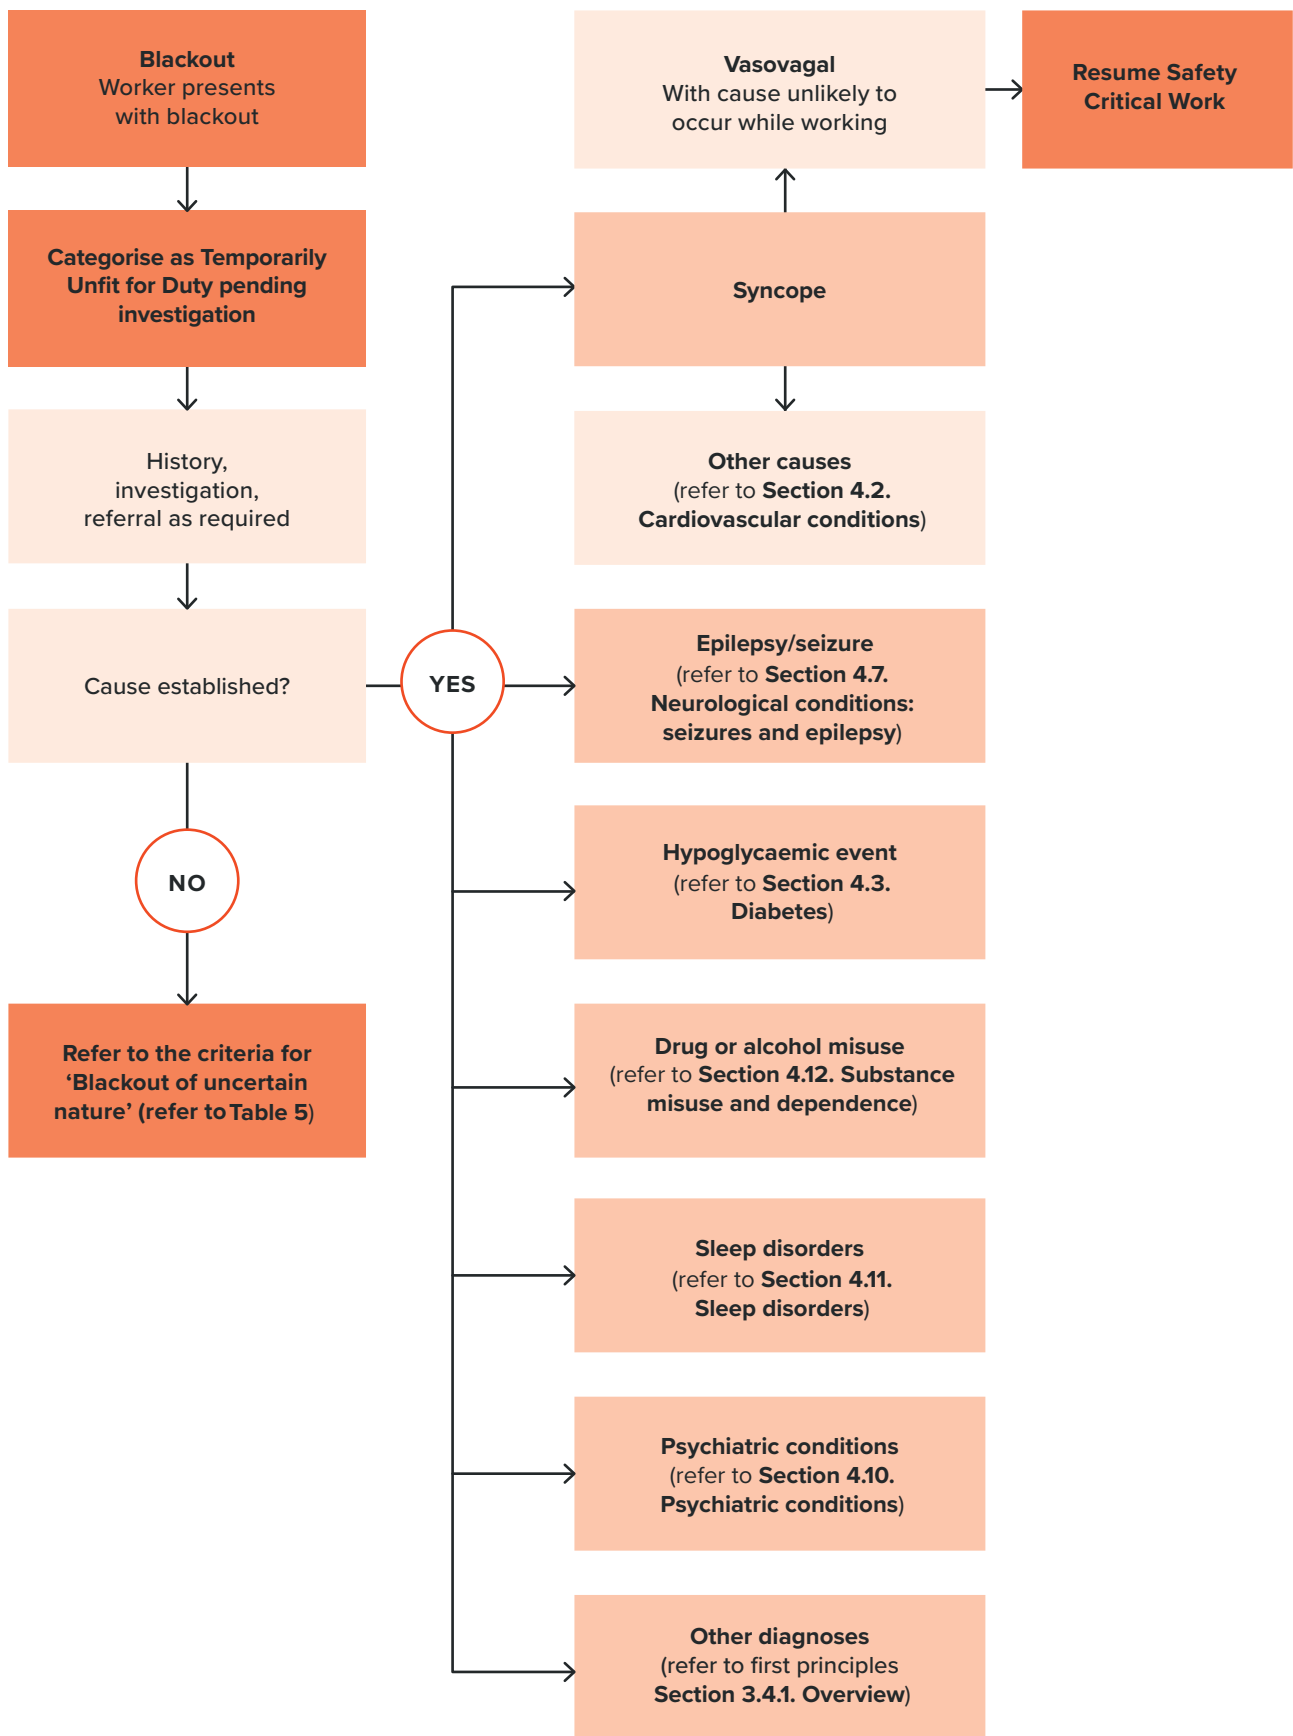 Blackout
Worker presents
with blackout
Categorise as Temporarily
Unfit for Duty pending
investigation
History,
investigation,
referral as required
Cause established?
NO
Refer to the criteria for
‘Blackout of uncertain
nature’ (refer to Table 5)
YES
Vasovagal
With cause unlikely to
occur while working
Resume Safety
Critical Work
Syncope
Other causes
(refer to Section 4.2.
Cardiovascular conditions)
Epilepsy/seizure
(refer to Section 4.7.
Neurological conditions:
seizures and epilepsy)
Hypoglycaemic event
(refer to Section 4.3.
Diabetes)
Drug or alcohol misuse
(refer to Section 4.12. Substance
misuse and dependence)
Sleep disorders
(refer to Section 4.11.
Sleep disorders)
Psychiatric conditions
(refer to Section 4.10.
Psychiatric conditions)
Other diagnoses
(refer to first principles
Section 3.4.1. Overview)